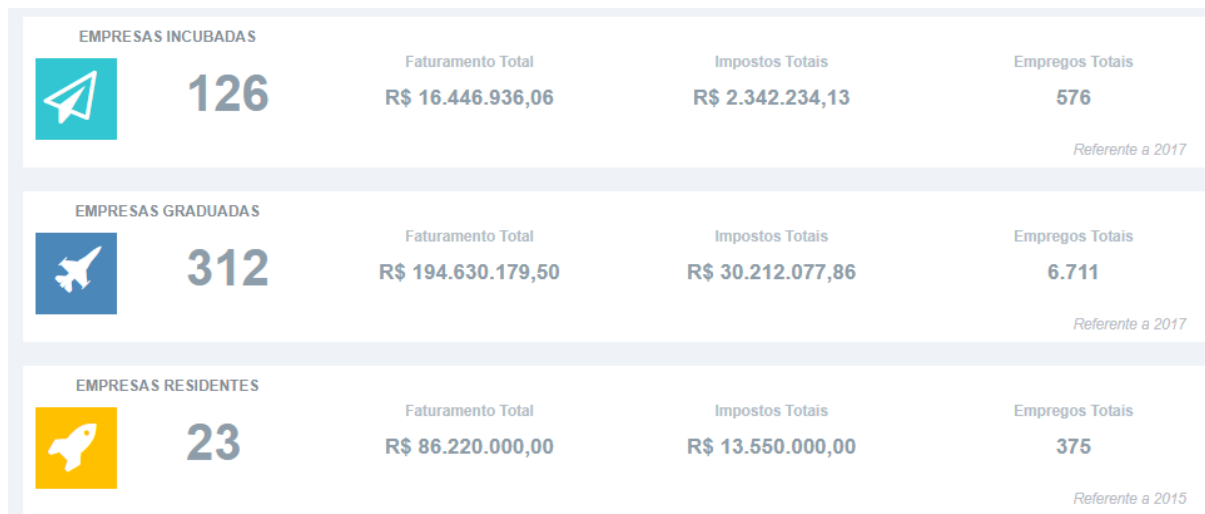 EMPRESAS INCUBADAS
126
Faturamento Total
R$ 16.446.936,06
Impostos Totais
R$ 2.342.234,13
Empregos Totais
576
Referente a 2017
EMPRESAS GRADUADAS
312
Faturamento Total
R$ 194.630.179,50
Impostos Totais
R$ 30.212.077,86
Empregos Totais
6.711
Referente a 2017
EMPRESAS RESIDENTES
23
Faturamento Total
R$ 86.220.000,00
Impostos Totais
R$ 13.550.000,00
Empregos Totais
375
Referente a 2015